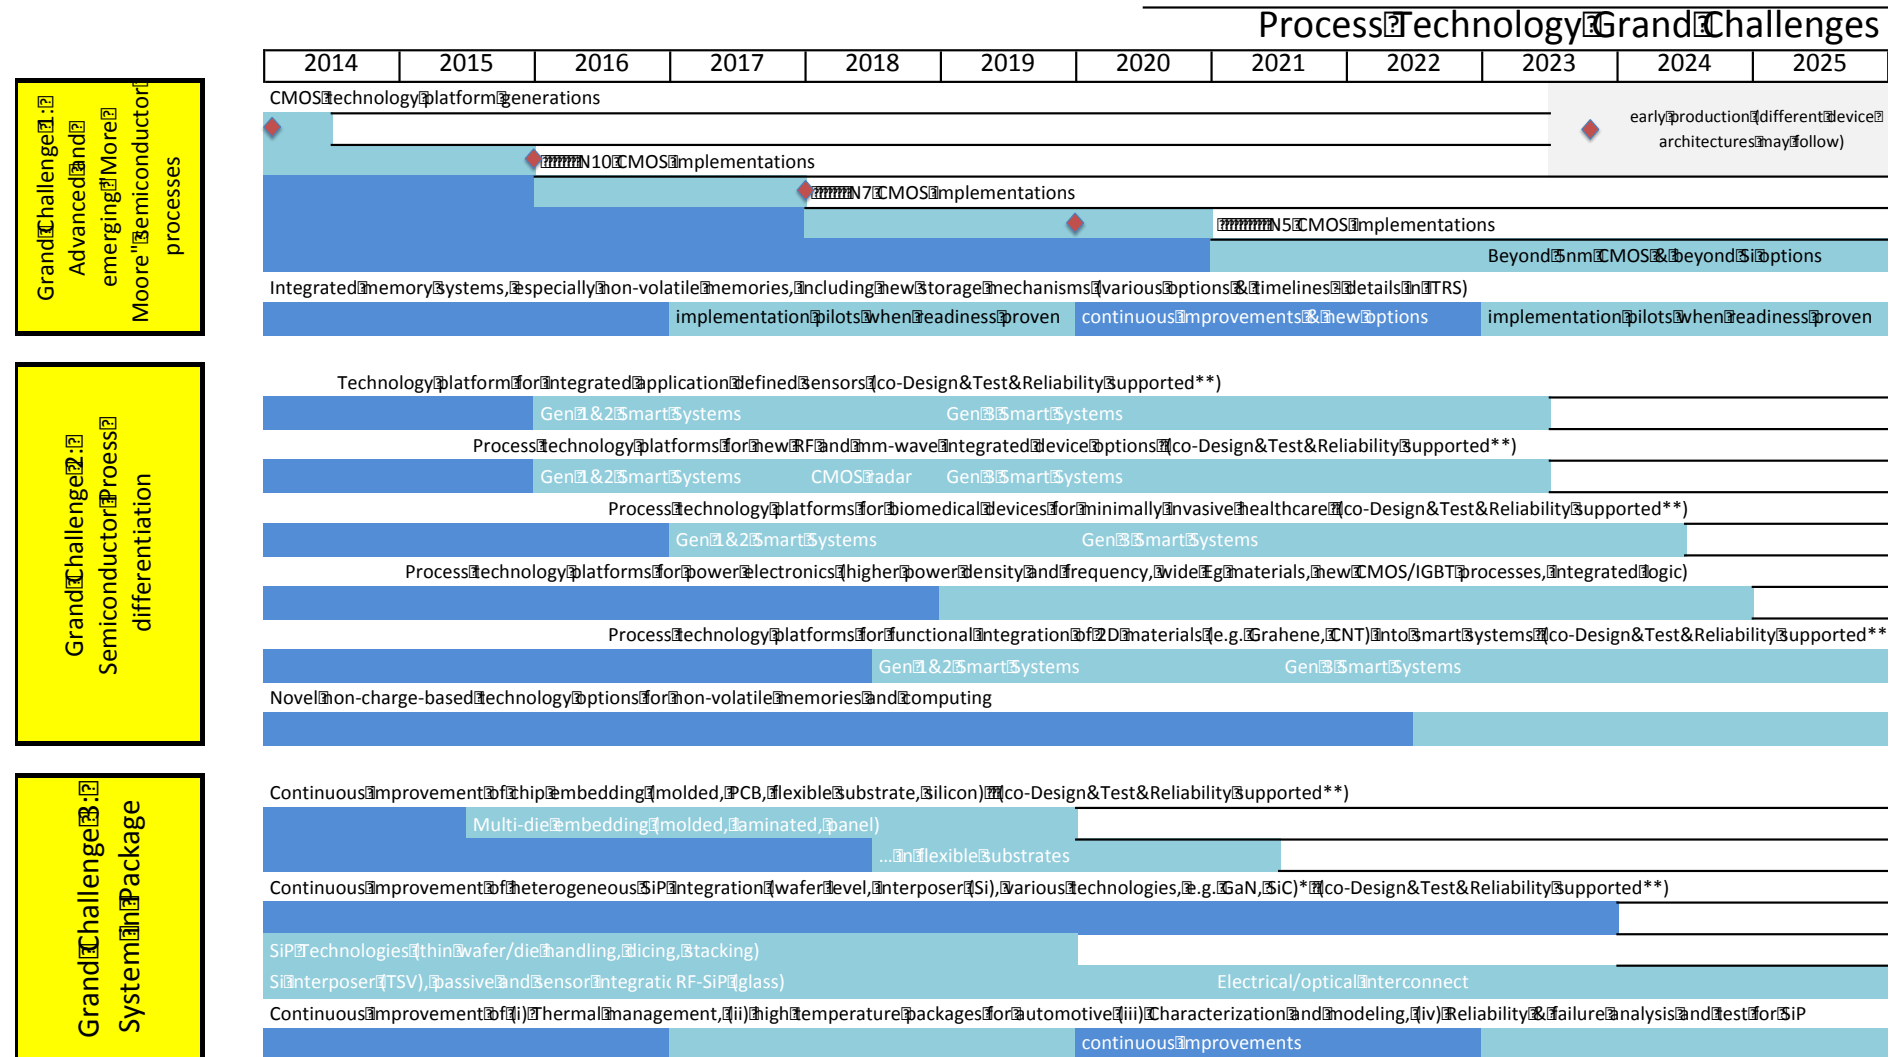 Process Technology Grand Challenges
2014 2015 2016 2017 2018 2019 2020 2021 2022 2023 2024 2025
Grand Challenge 1:
Advanced and
emerging "More
Moore" semiconductor
processes
CMOS technology platform generations
early production (different device
architectures may follow)
N10 CMOS implementations
N7 CMOS implementations
N5 CMOS implementations
Beyond 5nm CMOS & beyond Si options
Integrated memory systems, especially non-volatile memories, including new storage mechanisms (various options & timelines - details in ITRS)
implementation pilots when readiness proven continuous improvements & new options implementation pilots when readiness proven
Grand Challenge 2:
Semiconductor Proess
differentiation
Technology platform for integrated application defined sensors (co-Design&Test&Reliability supported**)
Gen 1&2 Smart Systems Gen 3 Smart Systems
Process technology platforms for new RF and mm-wave integrated device options (co-Design&Test&Reliability supported**)
Gen 1&2 Smart Systems CMOS radar Gen 3 Smart Systems
Process technology platforms for biomedical devices for minimally invasive healthcare (co-Design&Test&Reliability supported**)
Gen 1&2 Smart Systems Gen 3 Smart Systems
Process technology platforms for power electronics (higher power density and frequency, wide Eg materials, new CMOS/IGBT processes, integrated logic)
Process technology platforms for functional integration of 2D materials (e.g. Grahene, CNT) into smart systems (co-Design&Test&Reliability supported**
Gen 1&2 Smart Systems Gen 3 Smart Systems
Novel non-charge-based technology options for non-volatile memories and computing
Grand Challenge 3:
System in Package
Continuous improvement of chip embedding (molded, PCB, flexible substrate, silicon) (co-Design&Test&Reliability supported**)
Multi-die embedding (molded, laminated, panel)
... in flexible substrates
Continuous improvement of heterogeneous SiP integration (wafer level, interposer (Si), various technologies, e.g. GaN, SiC)* (co-Design&Test&Reliability supported**)
SiP Technologies (thin wafer/die handling, dicing, stacking)
Si interposer (TSV), passive and sensor integratic RF-SiP (glass) Electrical/optical interconnect
Continuous improvement of (i) Thermal management, (ii) high temperature packages for automotive (iii) Characterization and modeling, (iv) Reliability & failure analysis and test for SiP
continuous improvements